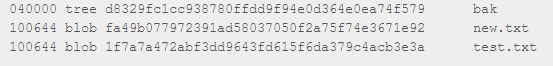 040000 tree d8329fc1cc938780ffdd9f94e0d364e0ea74f579 bak
100644 blob fa49b077972391ad58037050f2a75f74e3671e92 new.txt
100644 blob 1f7a7a472abf3dd9643fd615f6da379c4acb3e3a test.txt